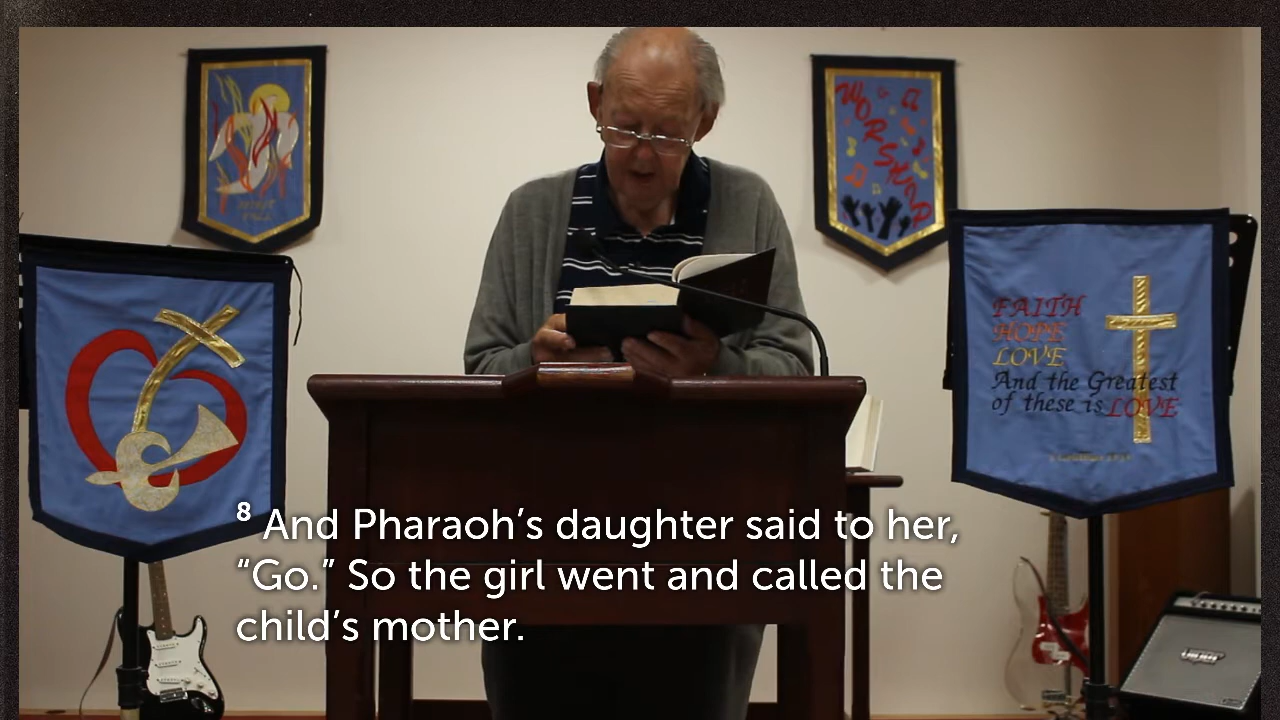 WORSHIP
FAITH
HOPE
LOVE
And the Greatest
of these is LOVE
8 And Pharaoh’s daughter said to her,
“Go.” So the girl went and called the
child’s mother.